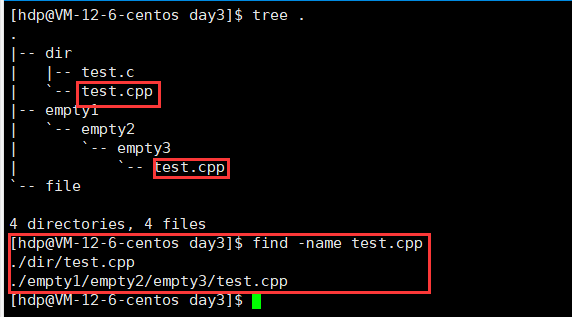 [hdp@VM-12-6-centos day3]$ tree .
.
|-- dir
|   |-- test.c
|   `-- test.cpp
|-- empty1
|   `-- empty2
|       `-- empty3
|           `-- test.cpp
`-- file
4 directories, 4 files
[hdp@VM-12-6-centos day3]$ find -name test.cpp
./dir/test.cpp
./empty1/empty2/empty3/test.cpp
[hdp@VM-12-6-centos day3]$